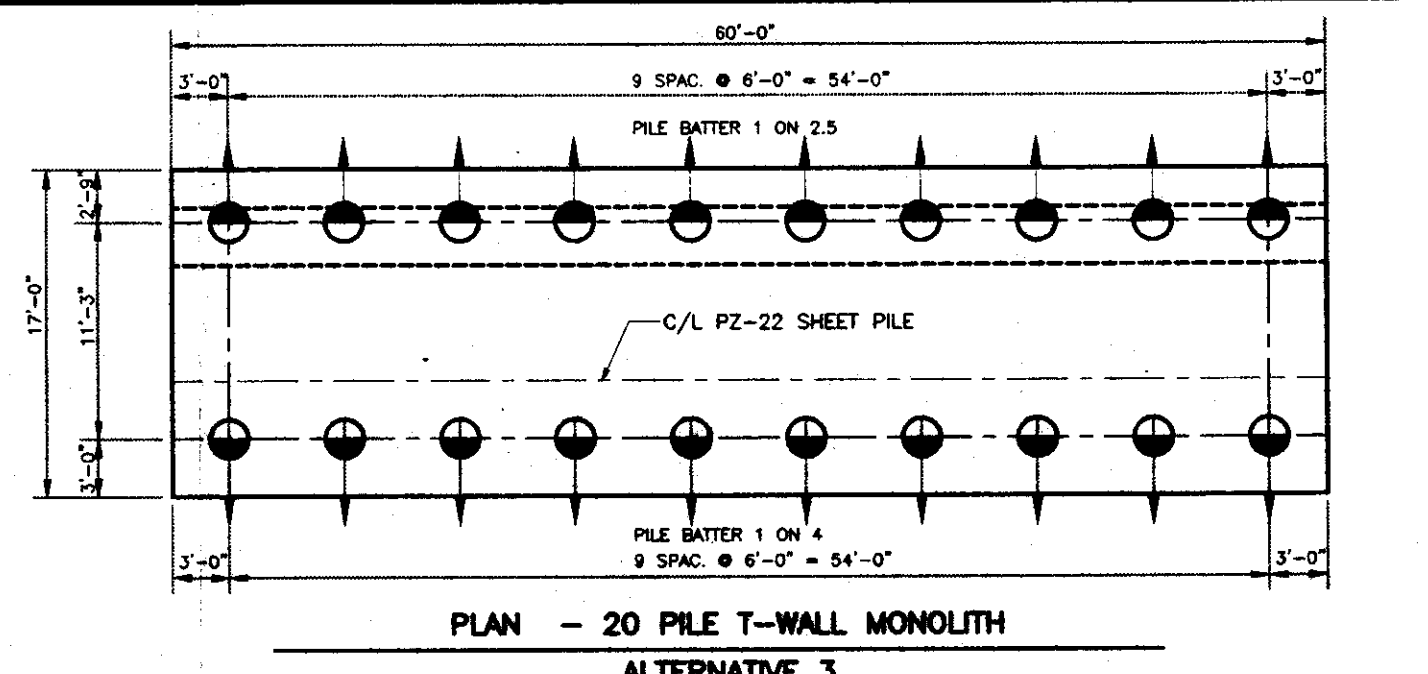 60'-0"
3'-0"
9 SPAC. @ 6'-0" = 54'-0"
3'-0"
PILE BATTER 1 ON 2.5
2'-9"
17'-0"
11'-3"
C/L PZ-22 SHEET PILE
3'-0"
PILE BATTER 1 ON 4
3'-0"
9 SPAC. @ 6'-0" = 54'-0"
3'-0"
PLAN - 20 PILE T-WALL MONOLITH
ALTERNATIVE 3